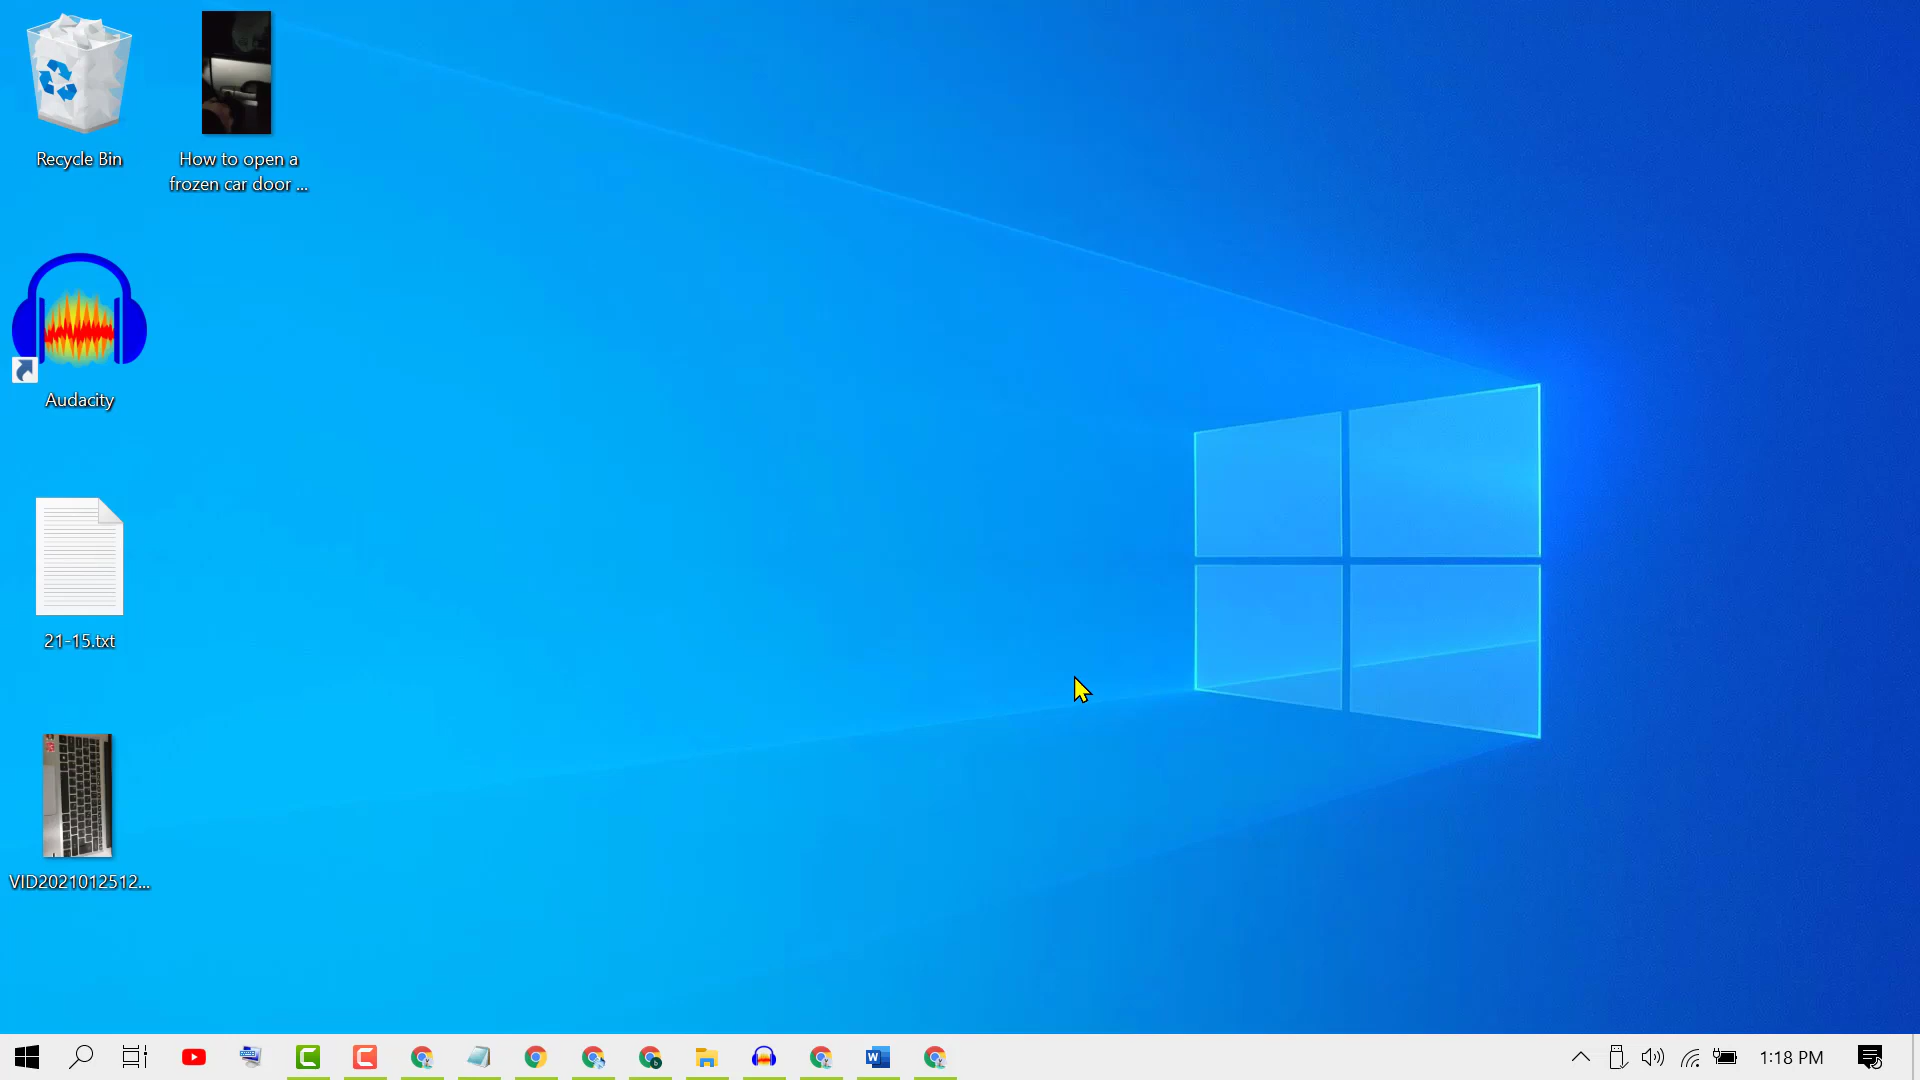 Recycle Bin
How to open a
frozen car door ...
Audacity
21-15.txt
VID2021012512...
1:18 PM